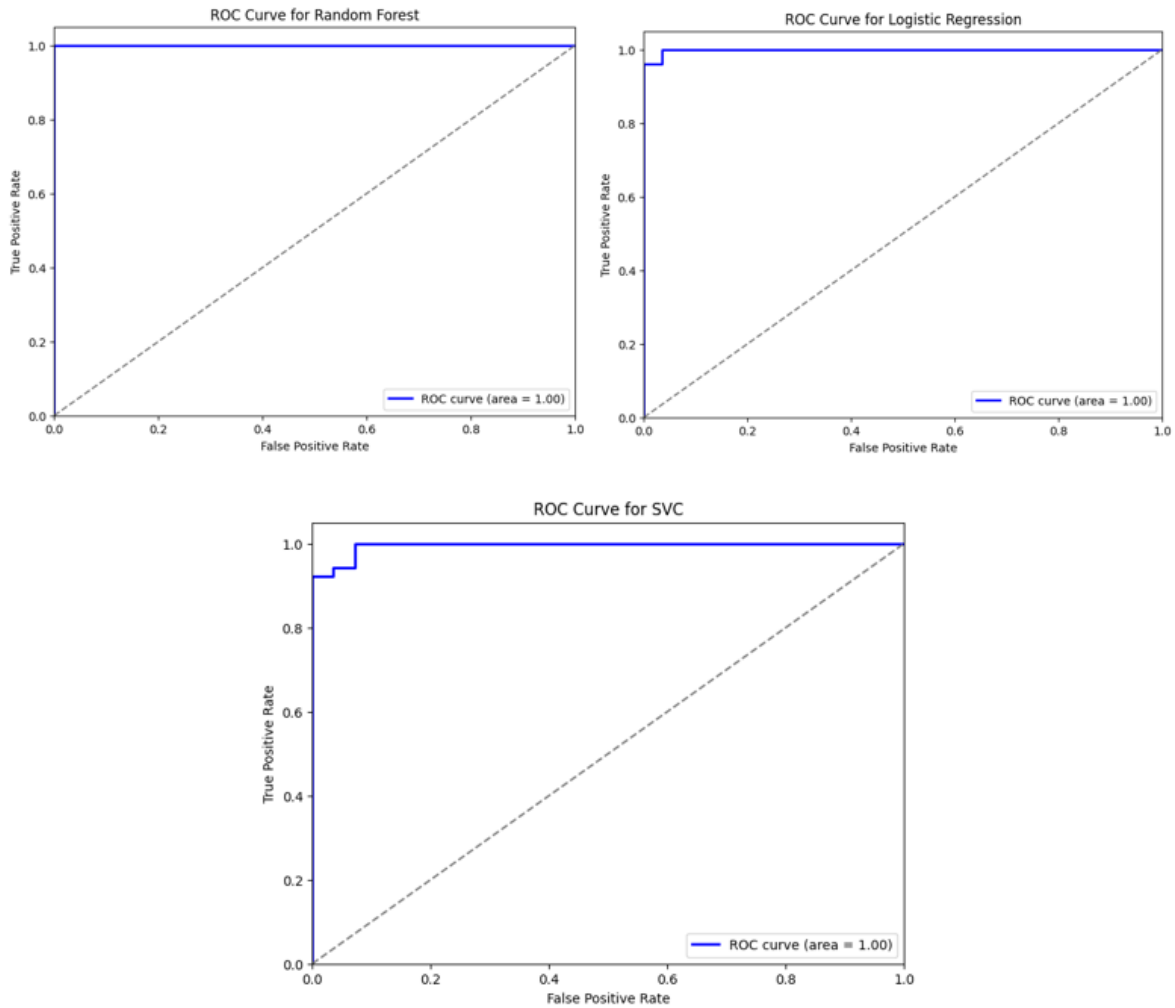 ROC Curve for Random Forest
True Positive Rate
1.0
0.8
0.6
0.4
0.2
0.0
0.0 0.2 0.4 0.6 0.8 1.0
False Positive Rate
ROC curve (area = 1.00)
ROC Curve for Logistic Regression
True Positive Rate
1.0
0.8
0.6
0.4
0.2
0.0
0.0 0.2 0.4 0.6 0.8 1.0
False Positive Rate
ROC curve (area = 1.00)
ROC Curve for SVC
True Positive Rate
1.0
0.8
0.6
0.4
0.2
0.0
0.0 0.2 0.4 0.6 0.8 1.0
False Positive Rate
ROC curve (area = 1.00)